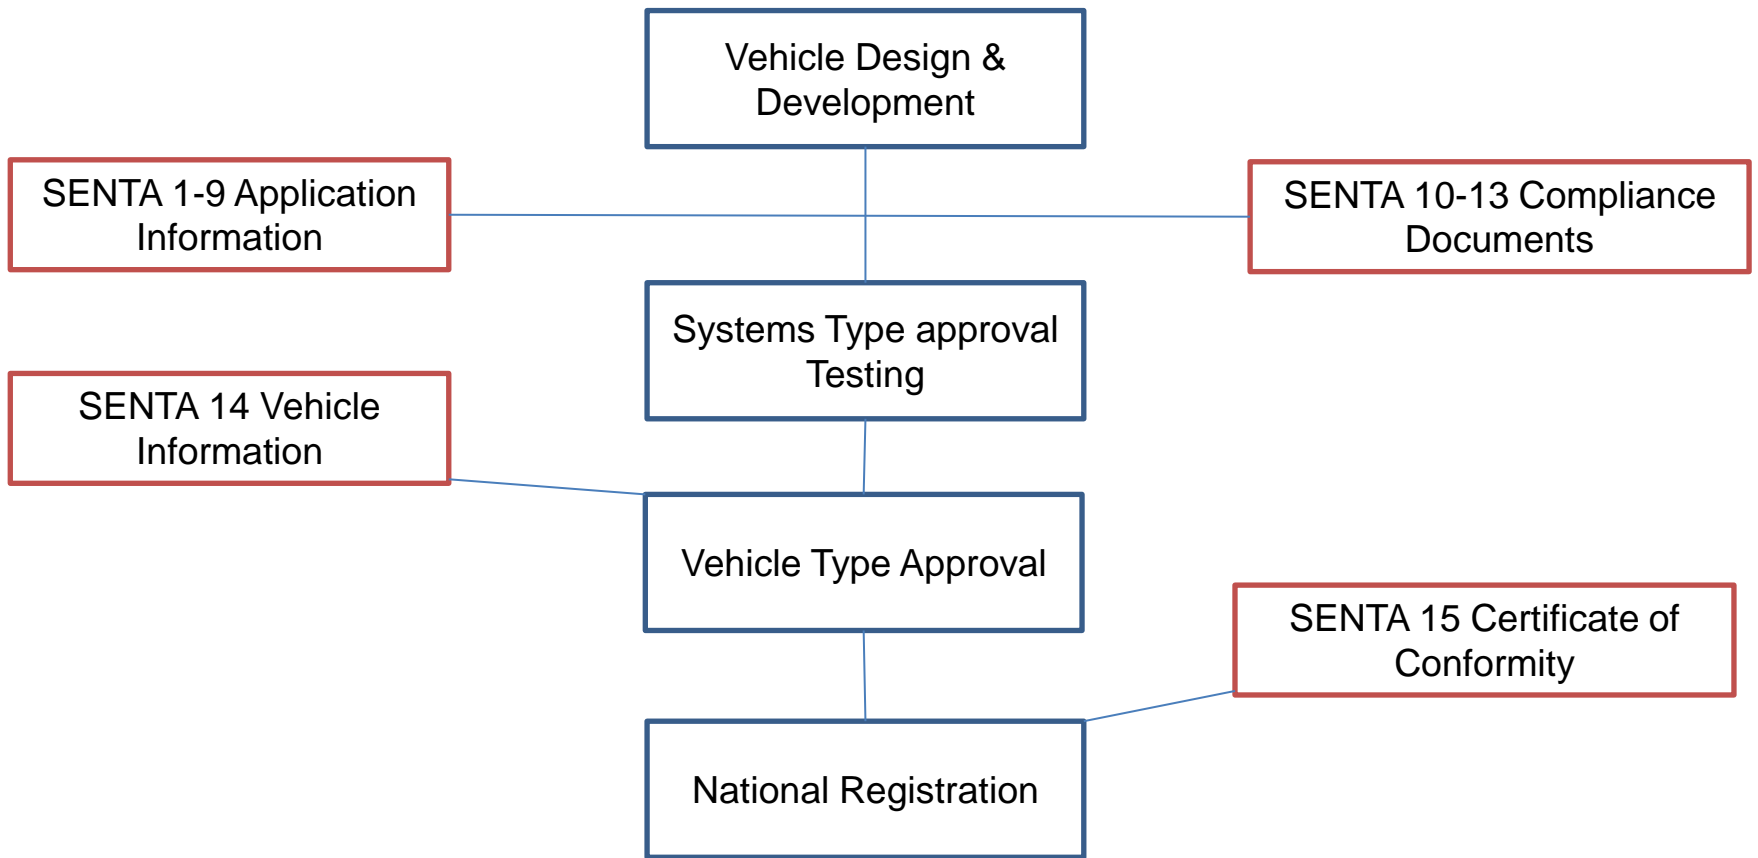 Vehicle Design &
Development
SENTA 1-9 Application
Information
SENTA 10-13 Compliance
Documents
Systems Type approval
Testing
SENTA 14 Vehicle
Information
Vehicle Type Approval
SENTA 15 Certificate of
Conformity
National Registration